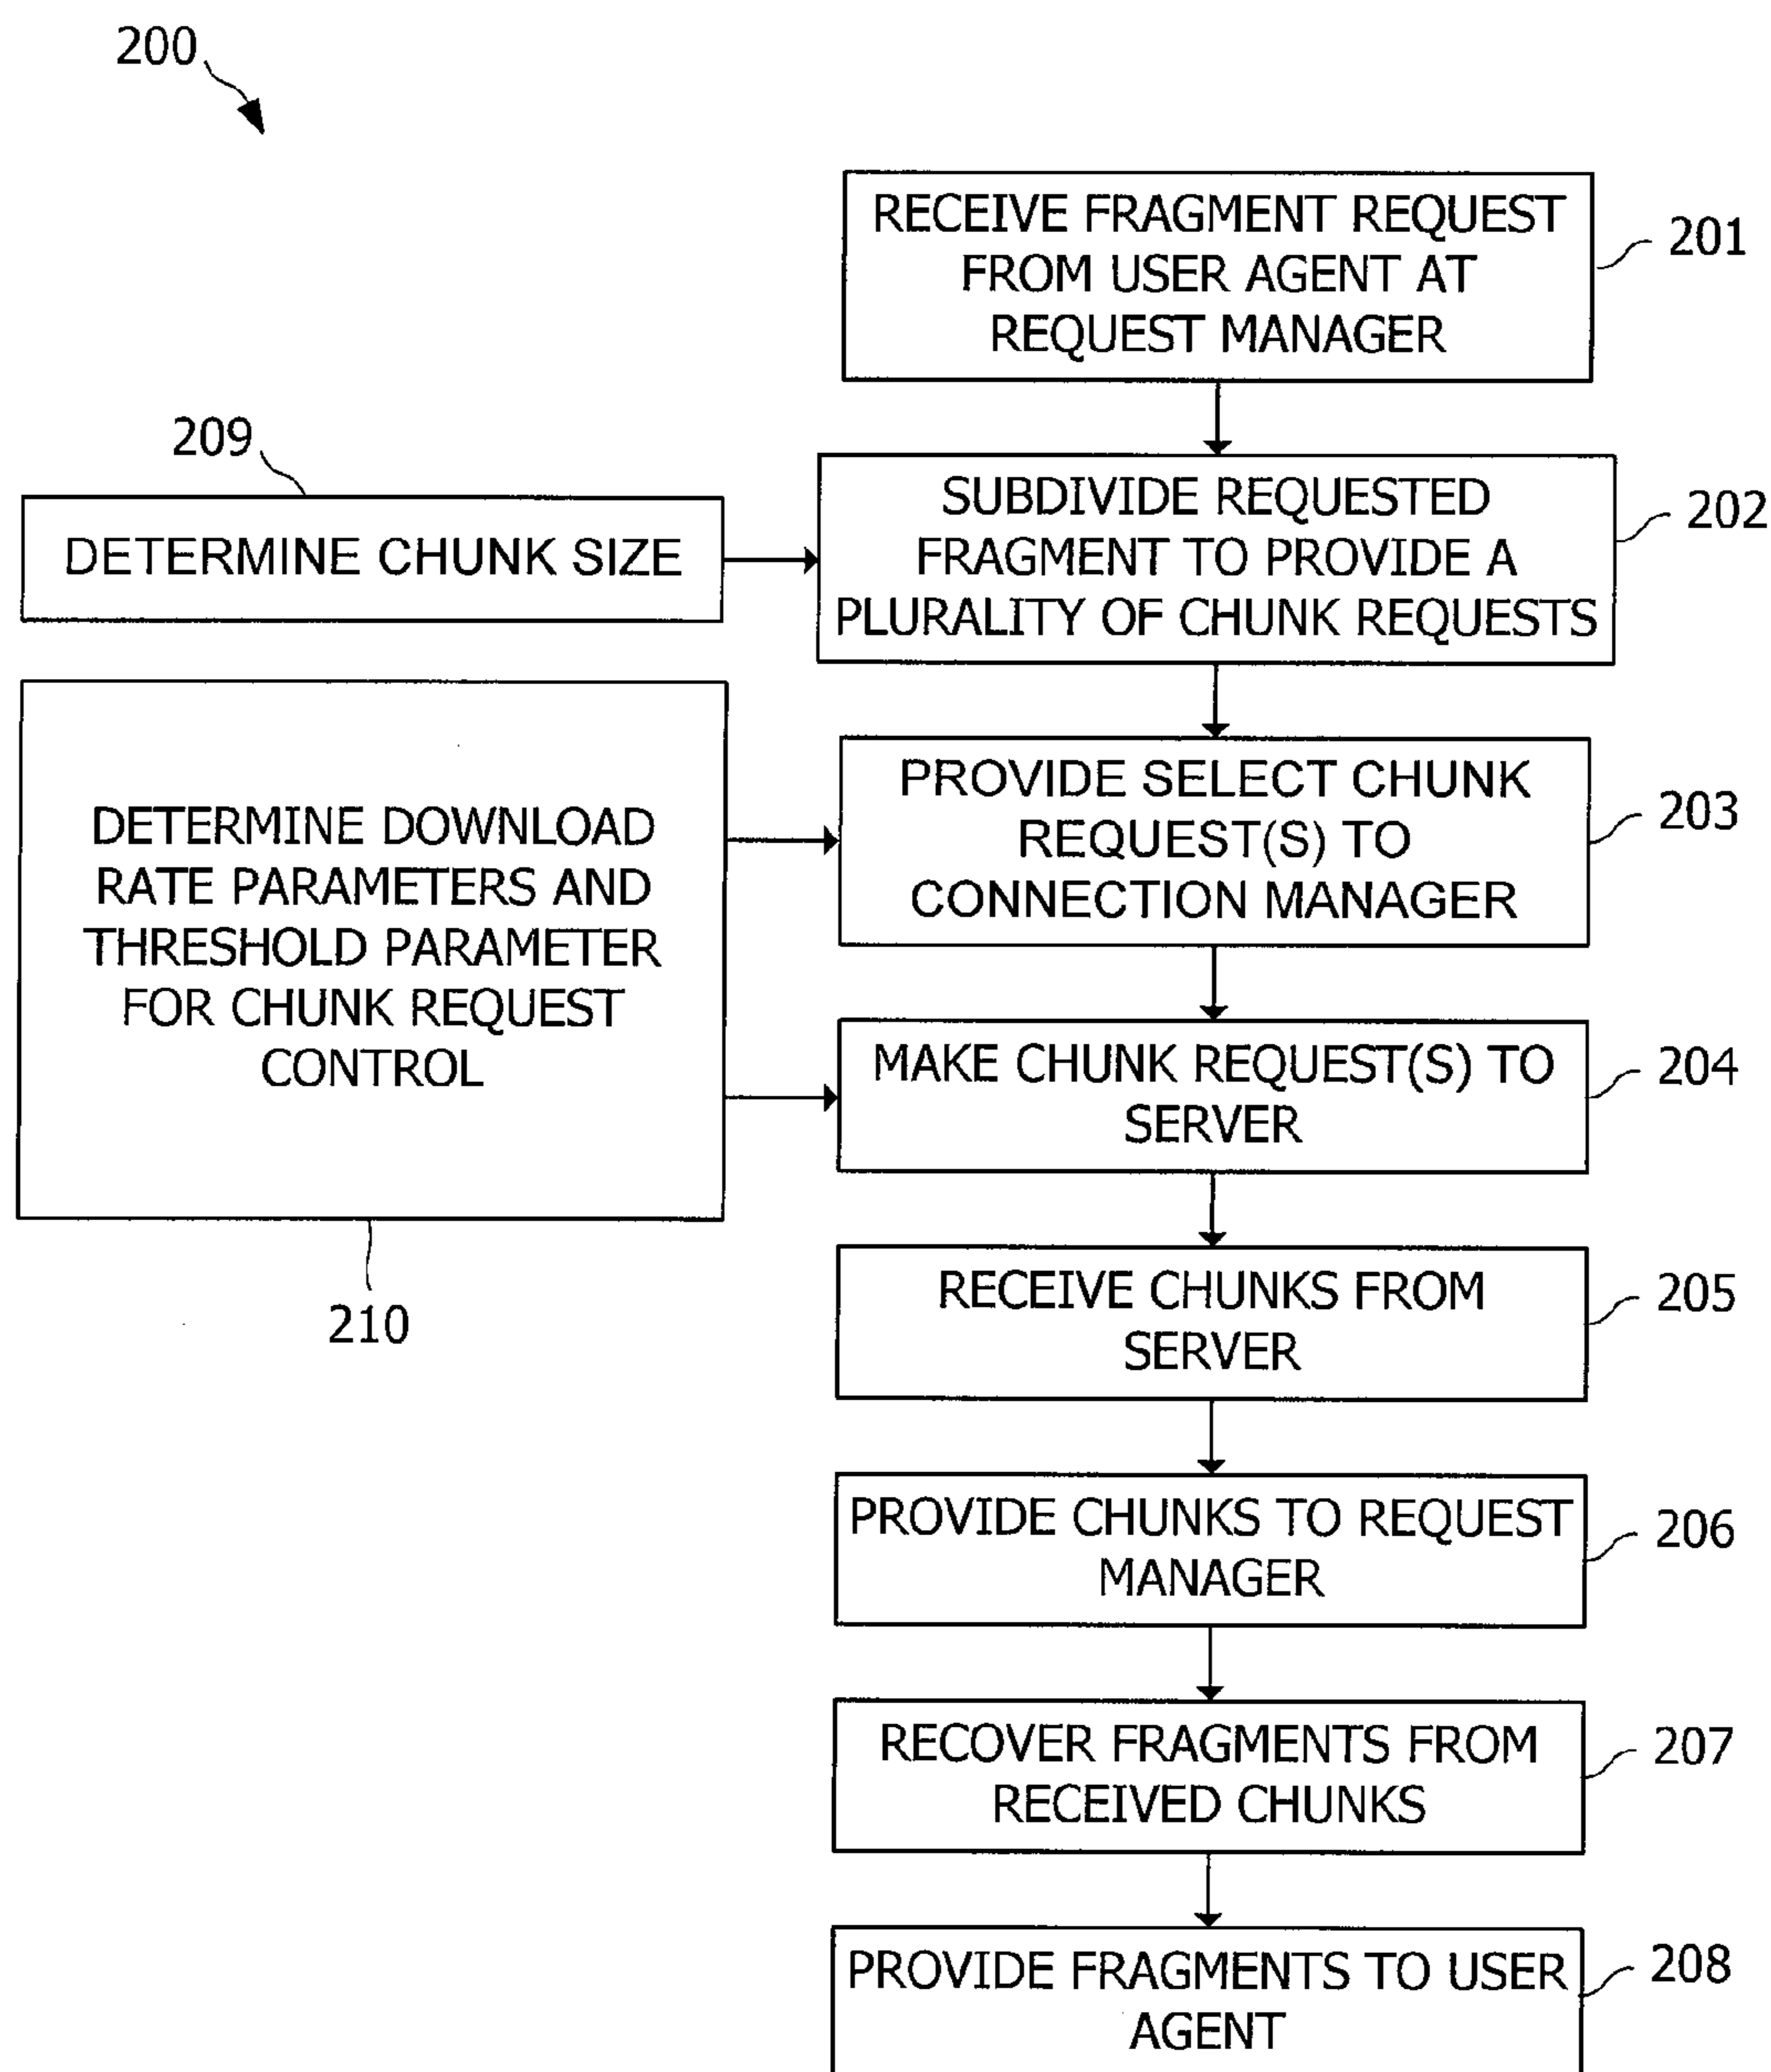 200
RECEIVE FRAGMENT REQUEST
FROM USER AGENT AT
REQUEST MANAGER
201
209
DETERMINE CHUNK SIZE
SUBDIVIDE REQUESTED
FRAGMENT TO PROVIDE A
PLURALITY OF CHUNK REQUESTS
202
DETERMINE DOWNLOAD
RATE PARAMETERS AND
THRESHOLD PARAMETER
FOR CHUNK REQUEST
CONTROL
210
PROVIDE SELECT CHUNK
REQUEST(S) TO
CONNECTION MANAGER
203
MAKE CHUNK REQUEST(S) TO
SERVER
204
RECEIVE CHUNKS FROM
SERVER
205
PROVIDE CHUNKS TO REQUEST
MANAGER
206
RECOVER FRAGMENTS FROM
RECEIVED CHUNKS
207
PROVIDE FRAGMENTS TO USER
AGENT
208